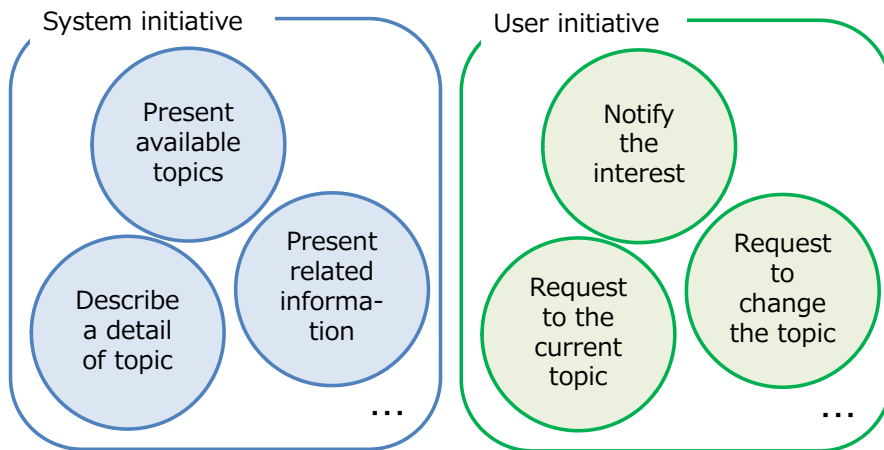 System initiative
Present
available
topics
Present
related
informa-
tion
Describe
a detail
of topic
...
User initiative
Notify
the
interest
Request
to
change
the topic
Request
to the
current
topic
...